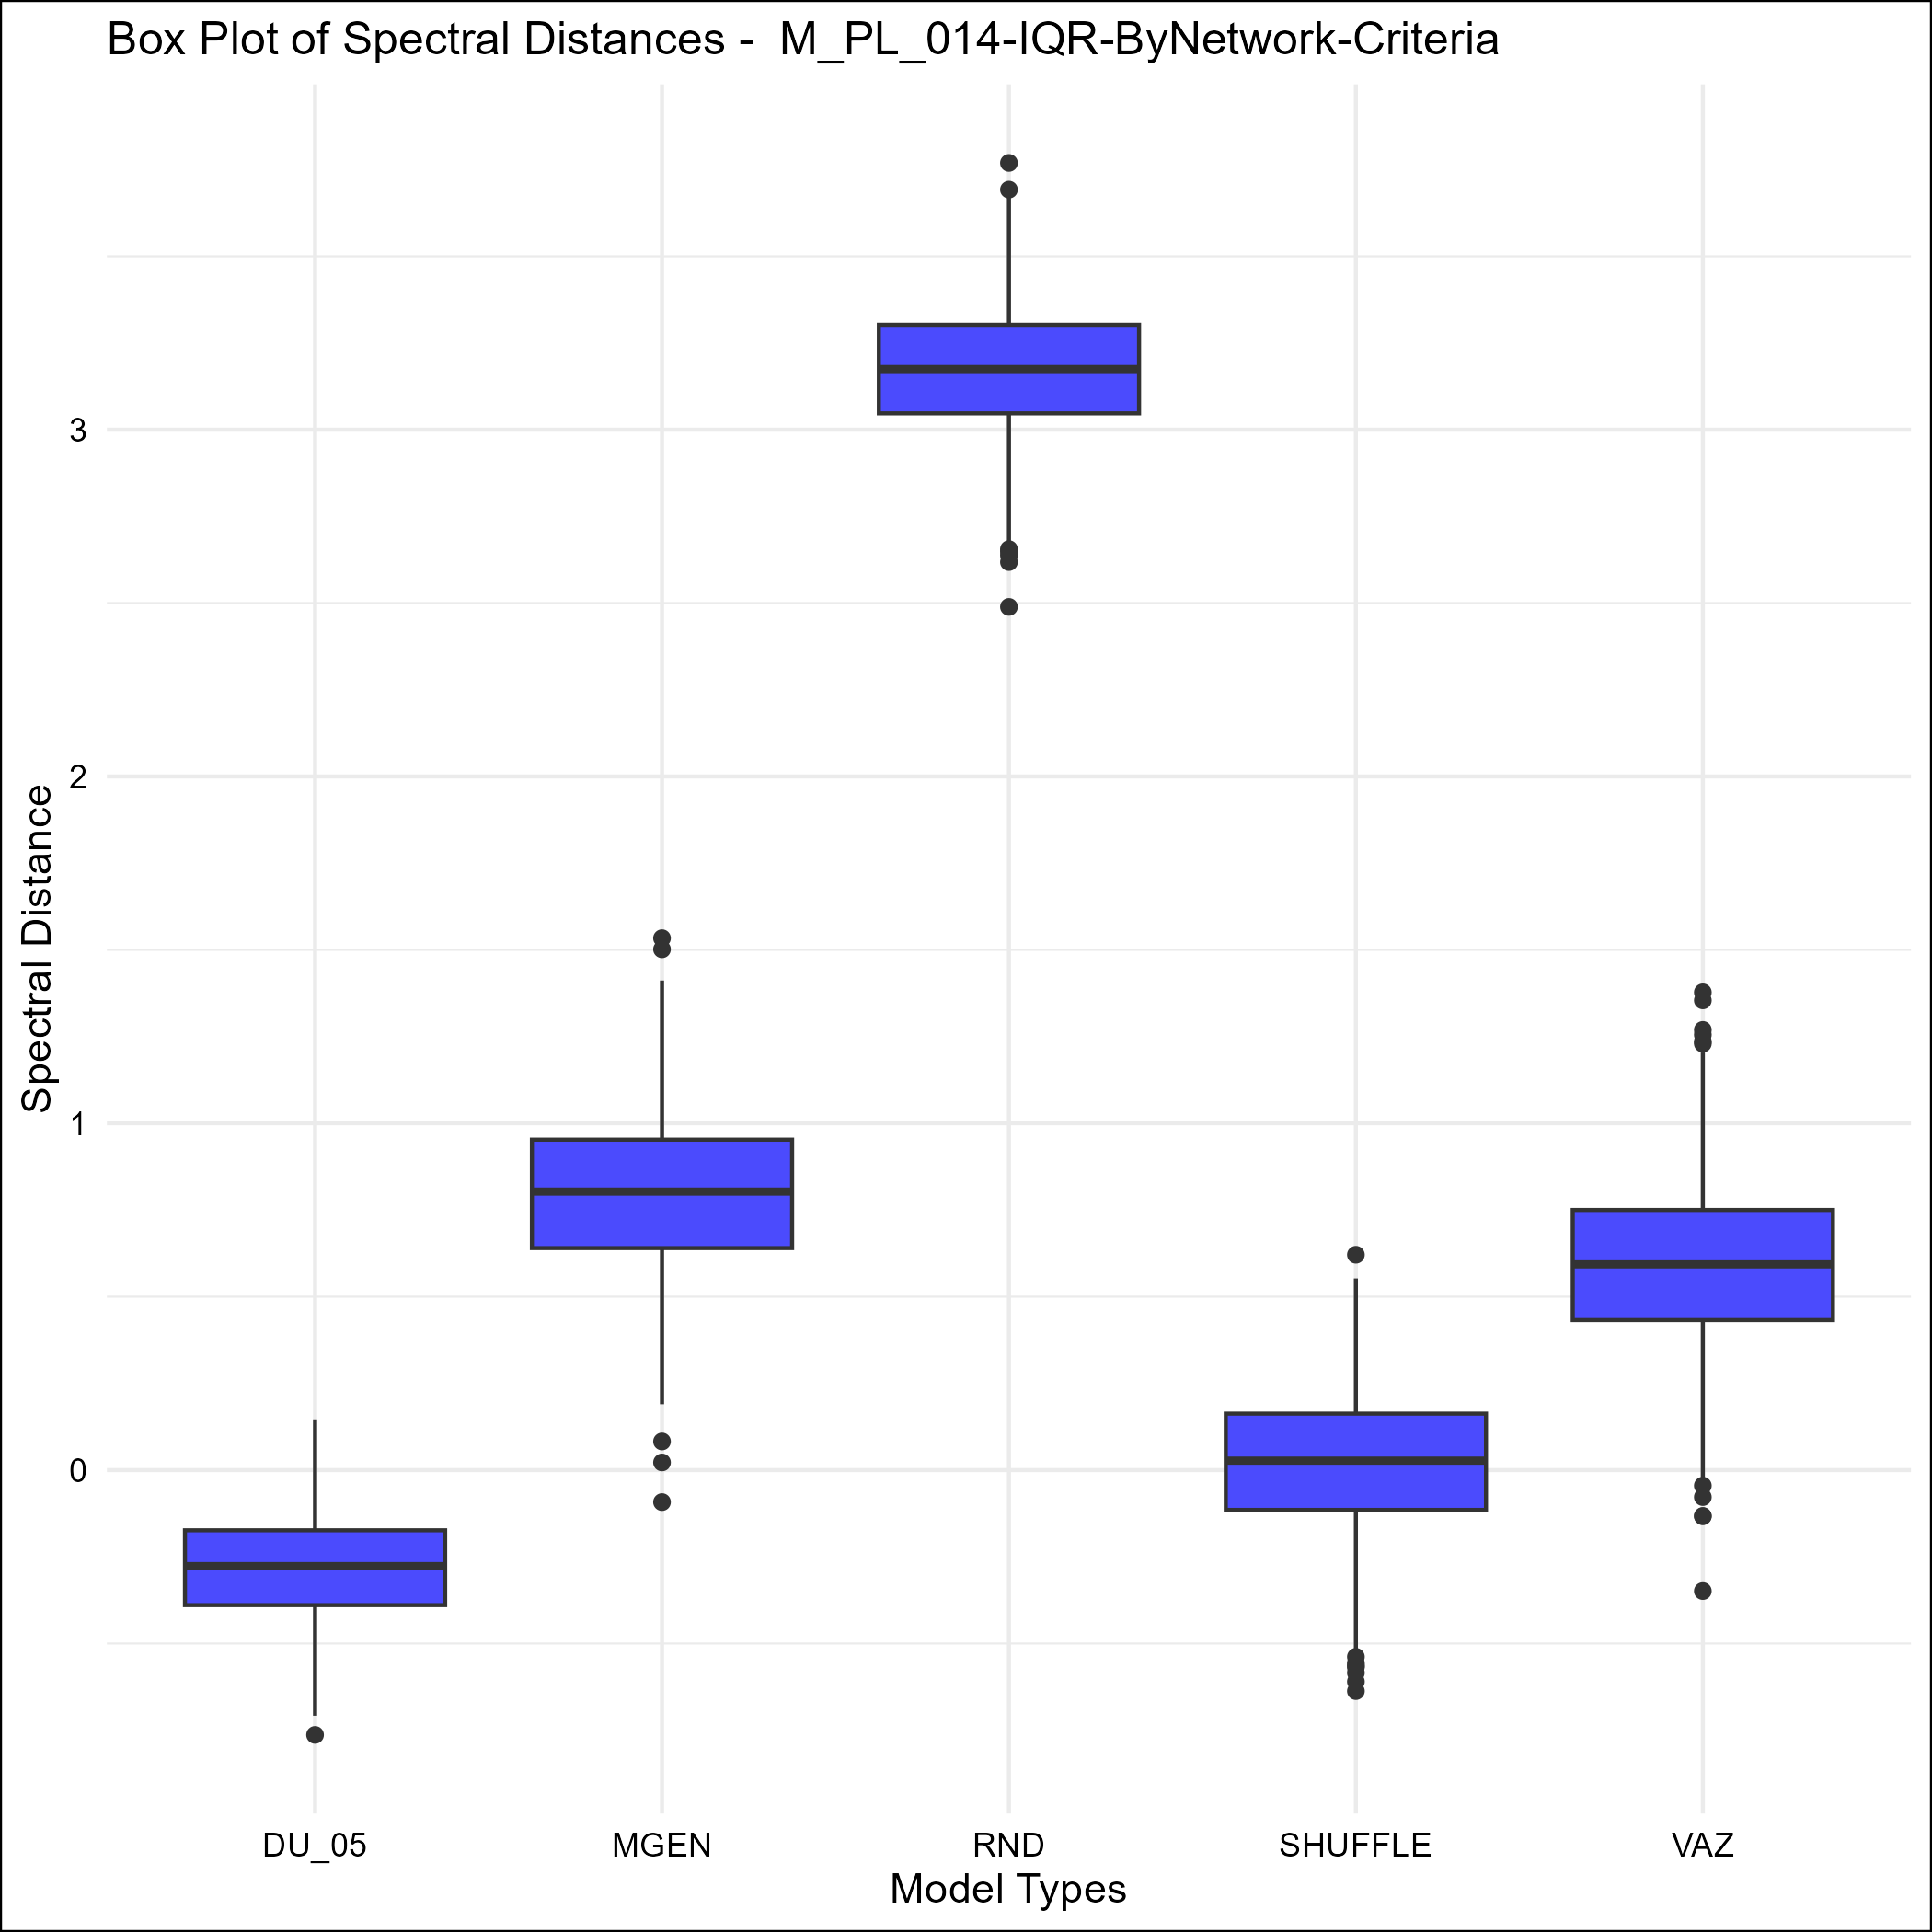 Box Plot of Spectral Distances -  M_PL_014-IQR-ByNetwork-Criteria
Spectral Distance
3
2
1
0
DU_05 MGEN RND SHUFFLE VAZ
Model Types